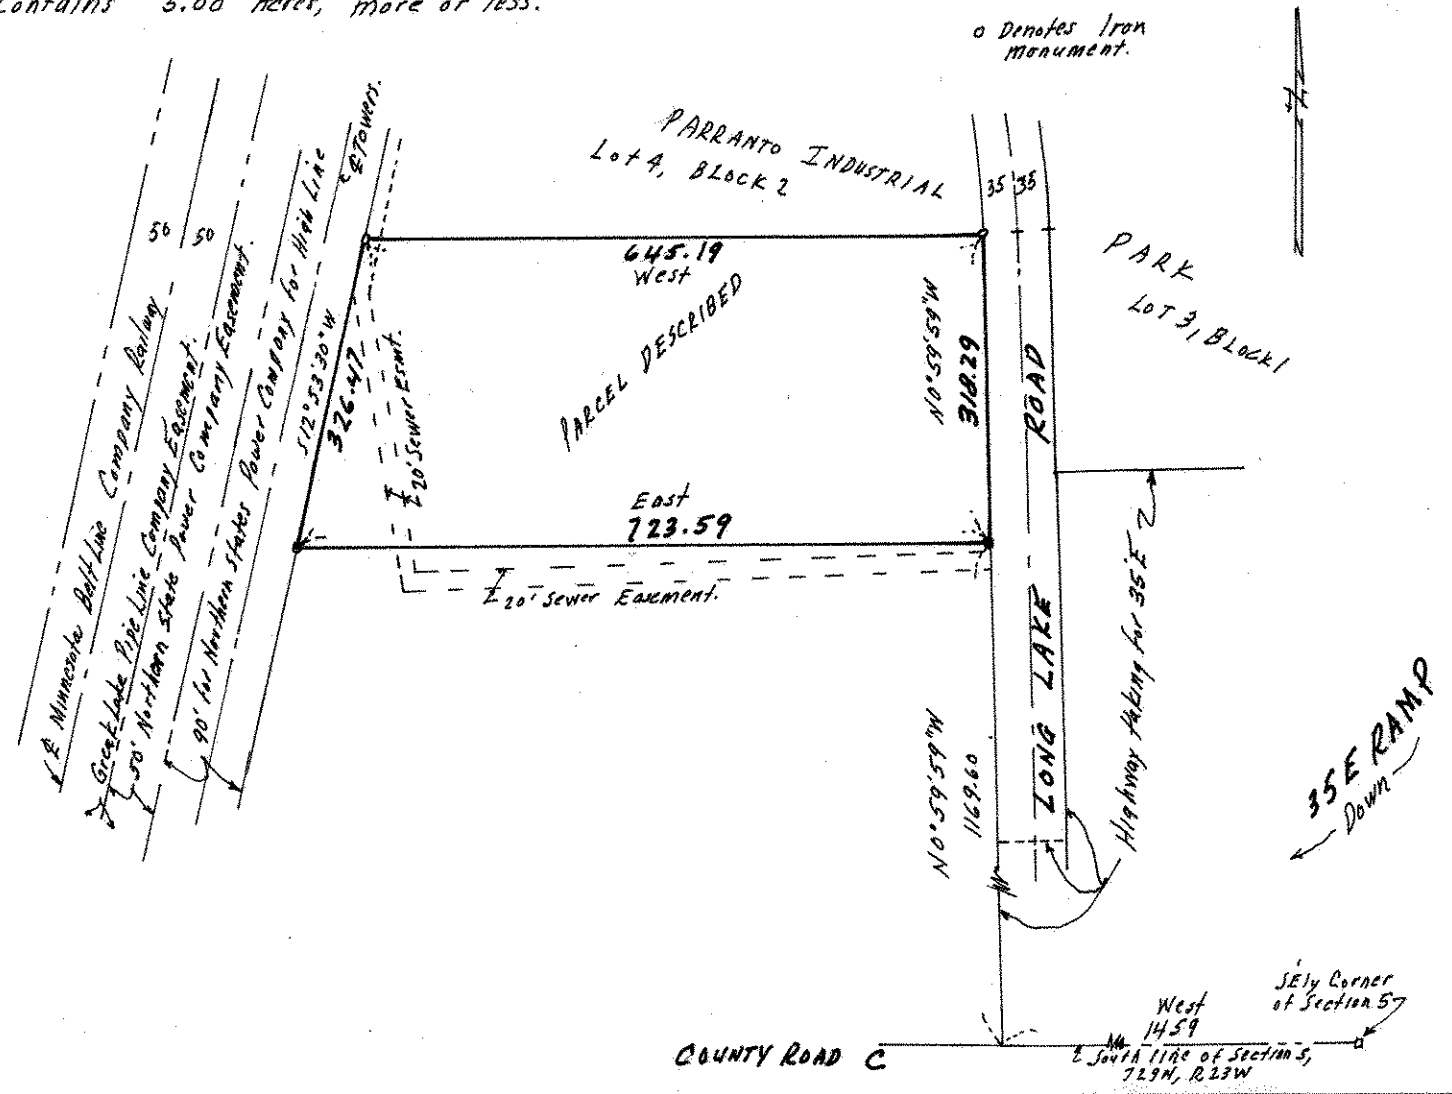 Contains 5.00 Acres, more or less.
o Denotes Iron
monument.
℄ Towers.
PARRANTO INDUSTRIAL
Lot 4, BLOCK 2
35 35
PARK
LOT 3, BLOCK 1
50 50
645.19
West
PARCEL DESCRIBED
S12°53'30"W
326.47
20' Sewer Esmt.
N0°59'59"W
318.29
East
723.59
20' Sewer Easement.
LONG LAKE ROAD
℄ Minnesota Belt Line Company Railway
Great Lake Pipe Line Company Easement.
50' Northern State Power Company Easement.
90' for Northern States Power Company for High Line
N0°59'59"W
1169.60
Highway taking for 35E
35E RAMP
Down
SEly Corner
of Section 5
West
1459
South line of Section 5,
T29N, R23W
COUNTY ROAD C